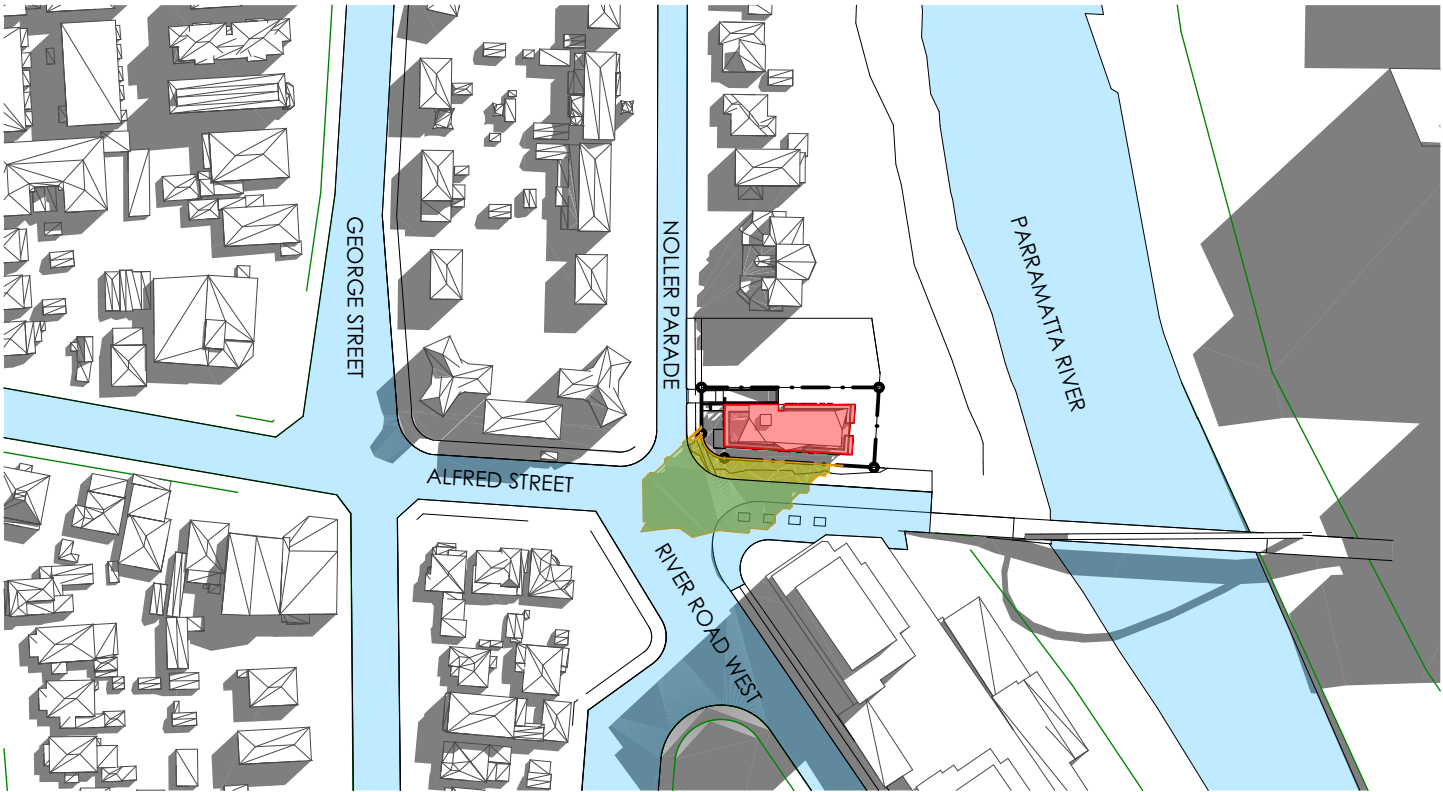 GEORGE STREET
NOLLER PARADE
PARRAMATTA RIVER
ALFRED STREET
RIVER ROAD WEST